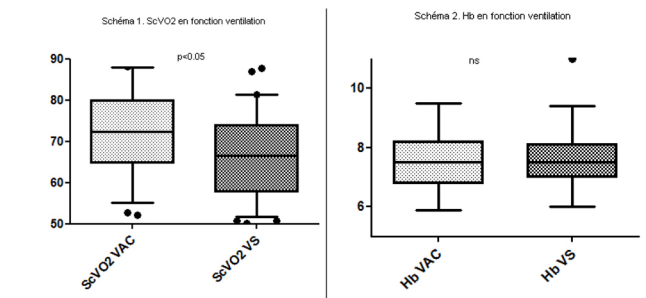 Schéma 1. ScVO2 en fonction ventilation
p<0.05
90
80
70
60
50
ScVO2 VAC
ScVO2 VS
Schéma 2. Hb en fonction ventilation
ns
10
8
6
Hb VAC
Hb VS